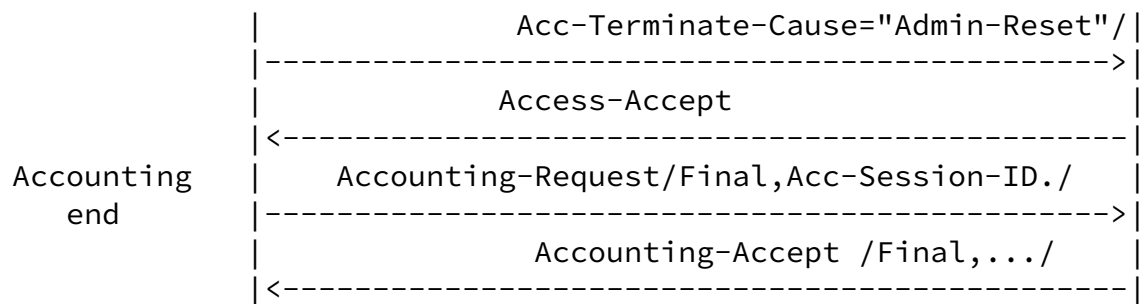 |              Acc-Terminate-Cause="Admin-Reset"/|
|----------------------------------------------->|
|             Access-Accept                      |
|<-----------------------------------------------|
Accounting   |    Accounting-Request/Final,Acc-Session-ID./   |
end      |----------------------------------------------->|
|               Accounting-Accept /Final,.../    |
|<-----------------------------------------------|